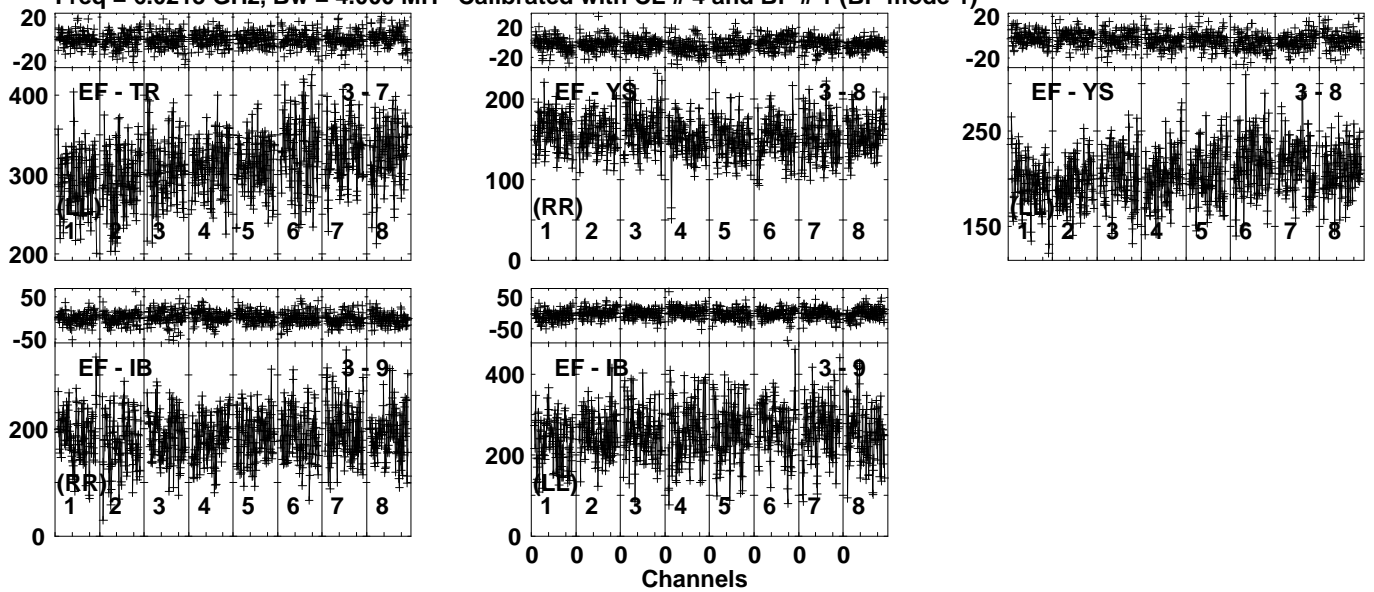 Calibrated with CL # 4 and BP # 1 (BP mode 1)
20 20 20
-20 -20 -20
EF - TR 3 - 7 EF - YS 3 - 8 EF - YS 3 - 8
400 200 250
300 100 150
(RR)
1 2 3 4 5 6 7 8 1 2 3 4 5 6 7 8 1 2 3 4 5 6 7 8
200 0
50 50
-50 -50
EF - IB 3 - 9 EF - IB 3 - 9
400
200 200
(RR) (LL)
1 2 3 4 5 6 7 8 1 2 3 4 5 6 7 8
0 0
0 0 0 0 0 0 0 0
Channels